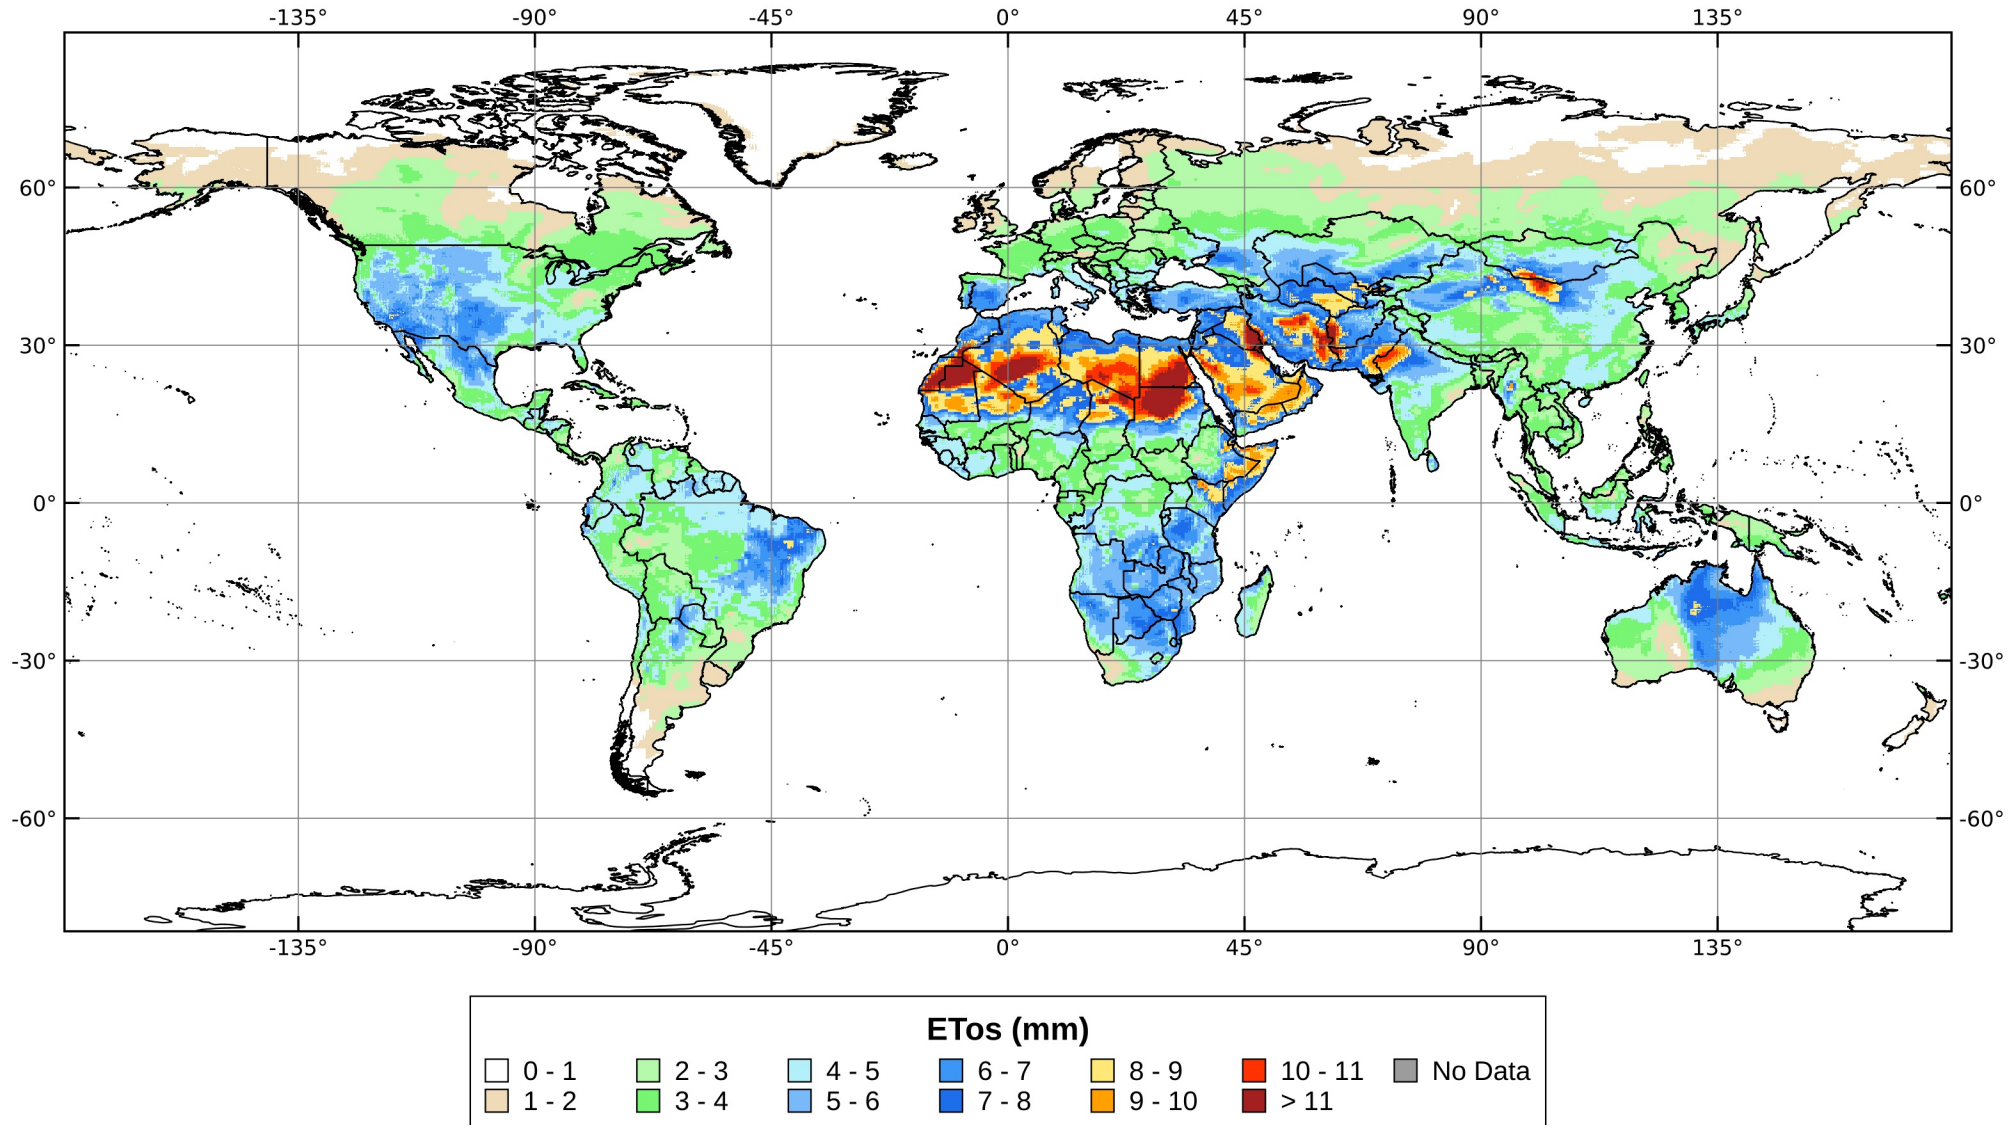 -135° -90° -45° 0° 45° 90° 135°
60° 60°
30° 30°
0° 0°
-30° -30°
-60° -60°
-135° -90° -45° 0° 45° 90° 135°
ETos (mm)
0 - 1 2 - 3 4 - 5 6 - 7 8 - 9 10 - 11 No Data
1 - 2 3 - 4 5 - 6 7 - 8 9 - 10 > 11